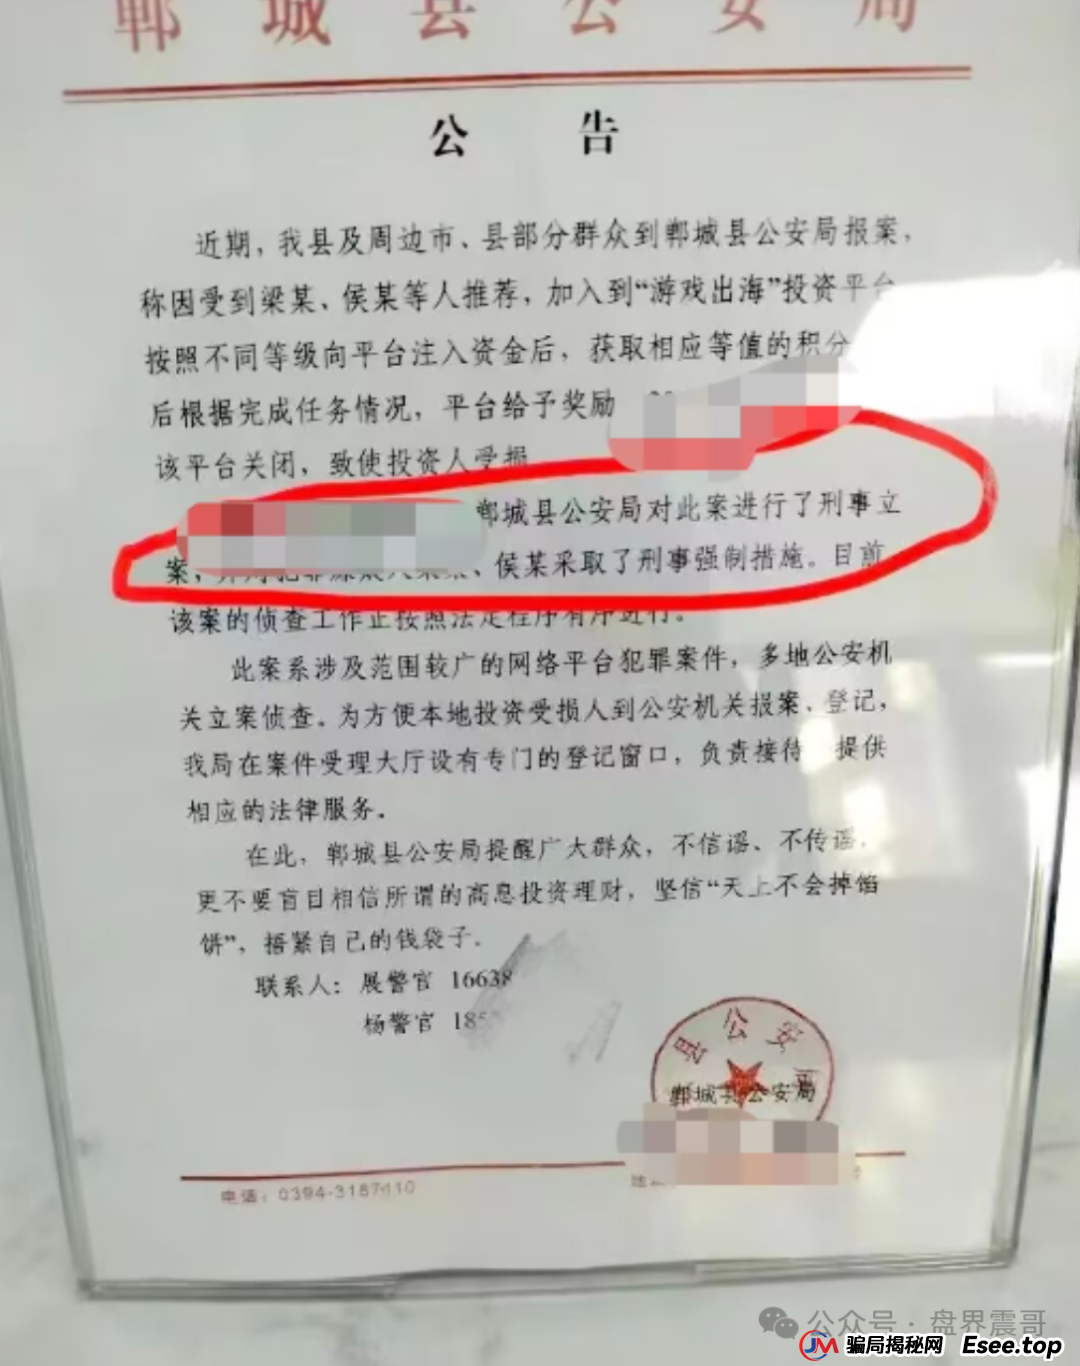 郸城县公安局
公 告
近期，我县及周边市、县部分群众到郸城县公安局报案，
称因受到梁某、侯某等人推荐，加入到“游戏出海”投资平台
按照不同等级向平台注入资金后，获取相应等值的积分
后根据完成任务情况，平台给予奖励
该平台关闭，致使投资人受损
郸城县公安局对此案进行了刑事立
案，、侯某采取了刑事强制措施。目前
该案的侦查工作正按照法定程序有序进行。
此案系涉及范围较广的网络平台犯罪案件，多地公安机
关立案侦查。为方便本地投资受损人到公安机关报案、登记，
我局在案件受理大厅设有专门的登记窗口，负责接待 提供
相应的法律服务。
在此，郸城县公安局提醒广大群众，不信谣、不传谣，
更不要盲目相信所谓的高息投资理财，坚信“天上不会掉馅
饼”，捂紧自己的钱袋子。
联系人：展警官 16638
杨警官 185
县公安局
郸城县公安局
电话：0394-3187110
公众号 · 盘界震哥
JM 骗局揭秘网 Esee.top